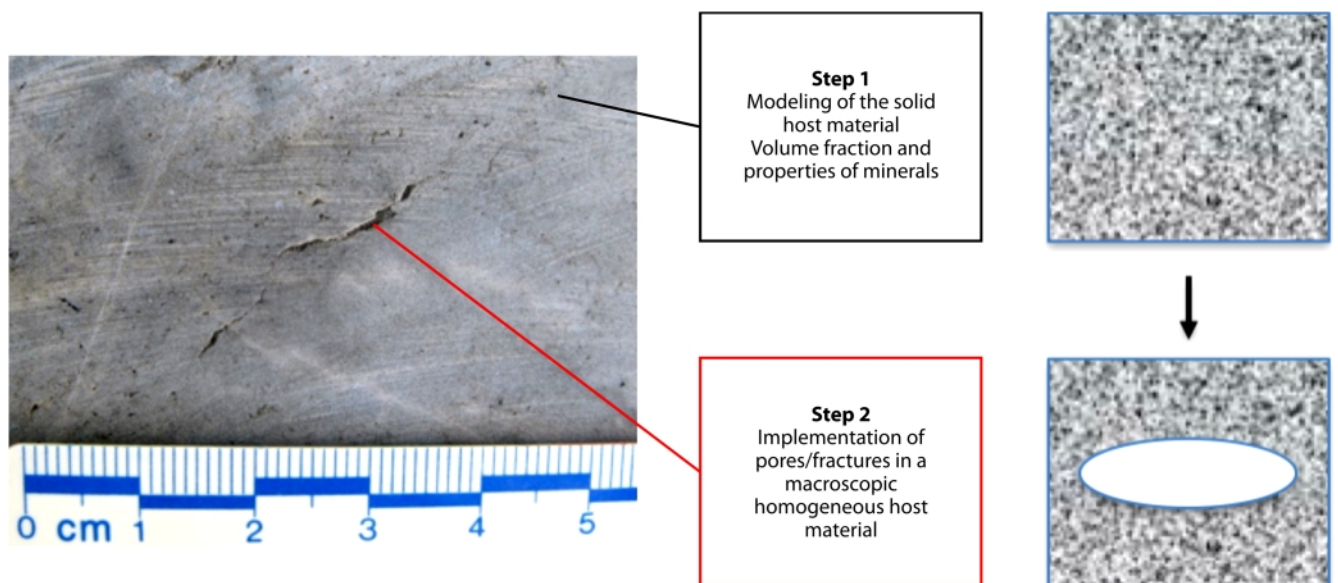 Step 1
Modeling of the solid
host material
Volume fraction and
properties of minerals
Step 2
Implementation of
pores/fractures in a
macroscopic
homogeneous host
material
0 cm 1 2 3 4 5